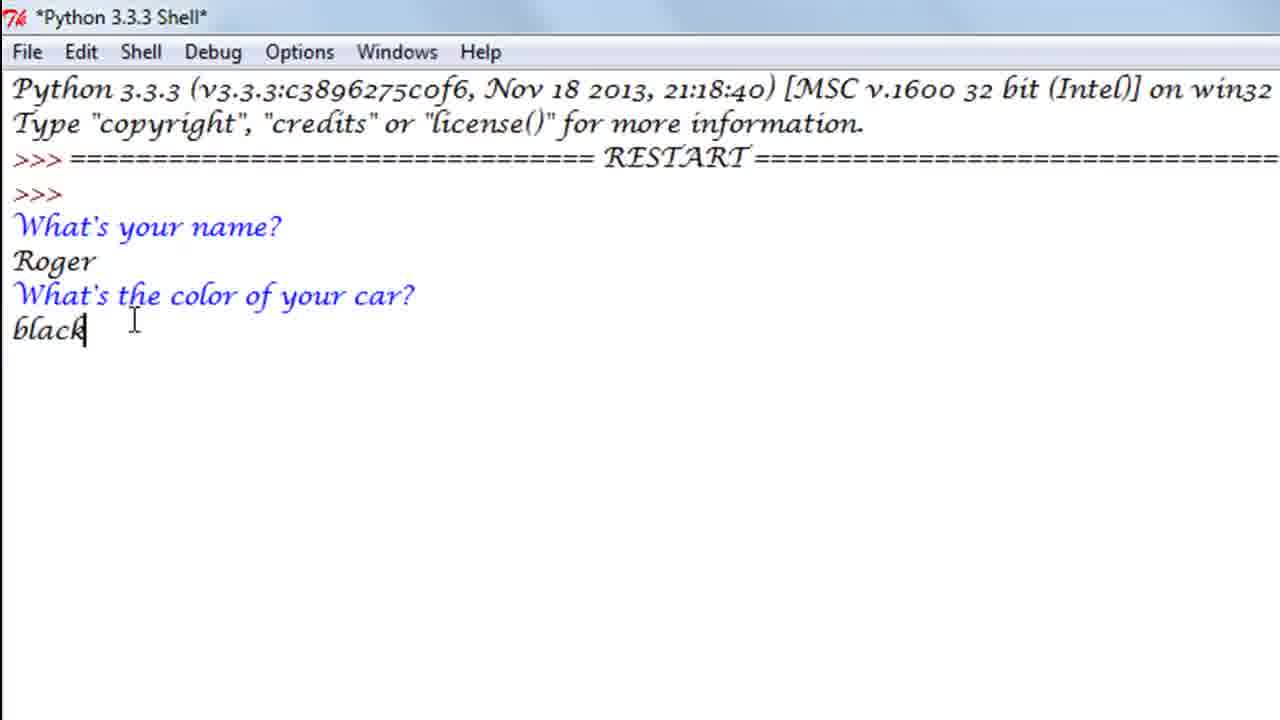 *Python 3.3.3 Shell*
File Edit Shell Debug Options Windows Help
Python 3.3.3 (v3.3.3:c3896275c0f6, Nov 18 2013, 21:18:40) [MSC v.1600 32 bit (Intel)] on win32
Type "copyright", "credits" or "license()" for more information.
>>> ================================ RESTART ================================
>>>
What's your name?
Roger
What's the color of your car?
black